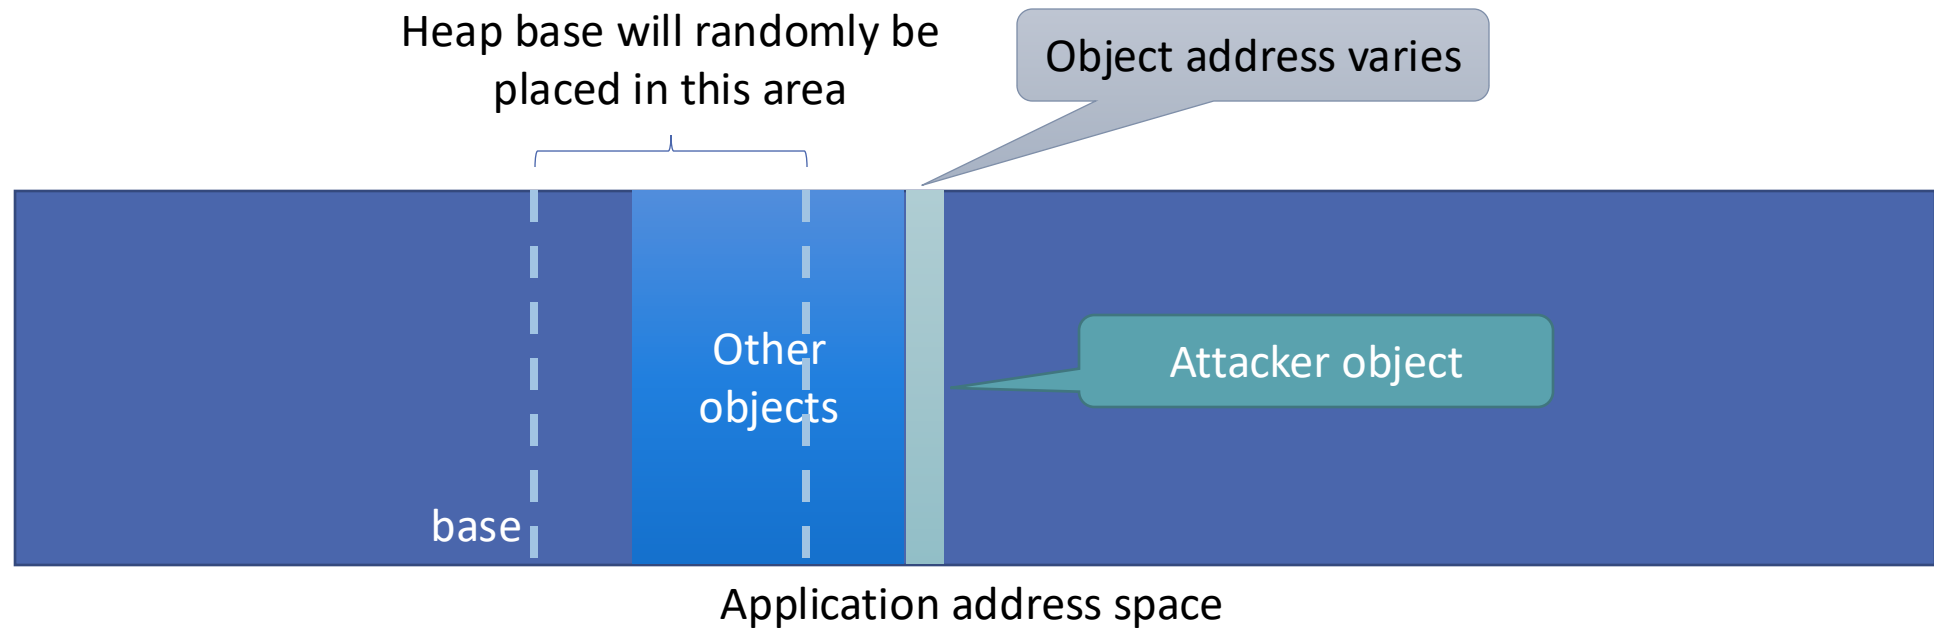 Heap base will randomly be
placed in this area
Object address varies
Other
objects
Attacker object
base
Application address space